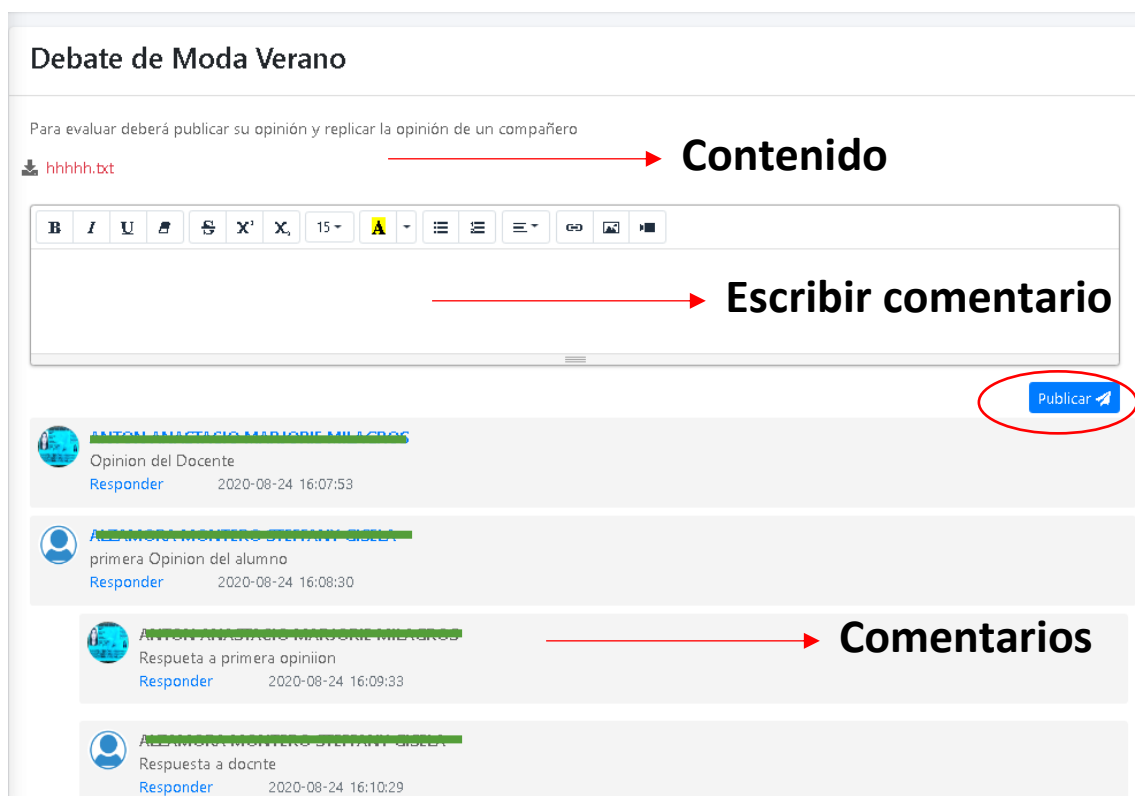 Debate de Moda Verano
Para evaluar deberá publicar su opinión y replicar la opinión de un compañero
Contenido
hhhhh.txt
B I U S X² X, 15 A
Escribir comentario
Publicar
Opinion del Docente
Responder 2020-08-24 16:07:53
primera Opinion del alumno
Responder 2020-08-24 16:08:30
Comentarios
Respueta a primera opiniion
Responder 2020-08-24 16:09:33
Respuesta a docnte
Responder 2020-08-24 16:10:29